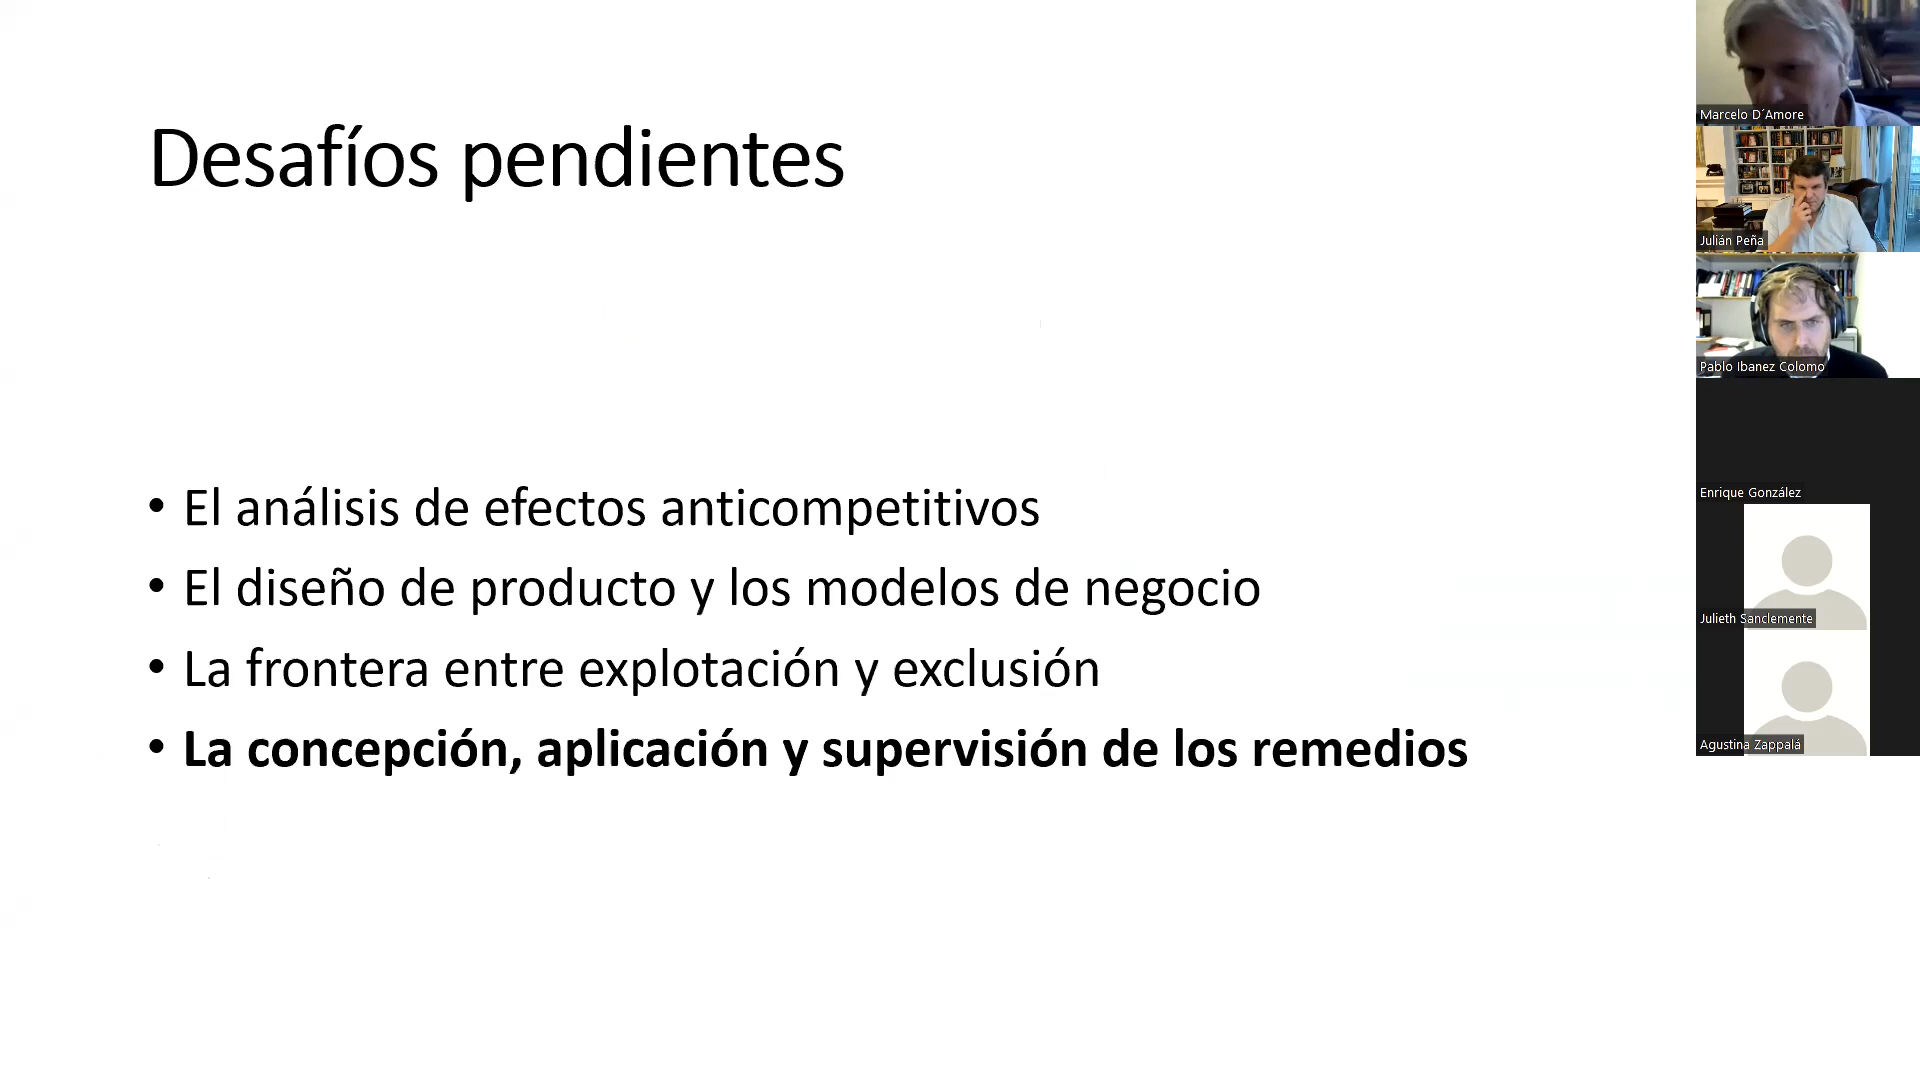 Desafíos pendientes
• El análisis de efectos anticompetitivos
• El diseño de producto y los modelos de negocio
• La frontera entre explotación y exclusión
• La concepción, aplicación y supervisión de los remedios
Marcelo D´Amore
Julián Peña
Pablo Ibanez Colomo
Enrique González
Julieth Sanclemente
Agustina Zappalá